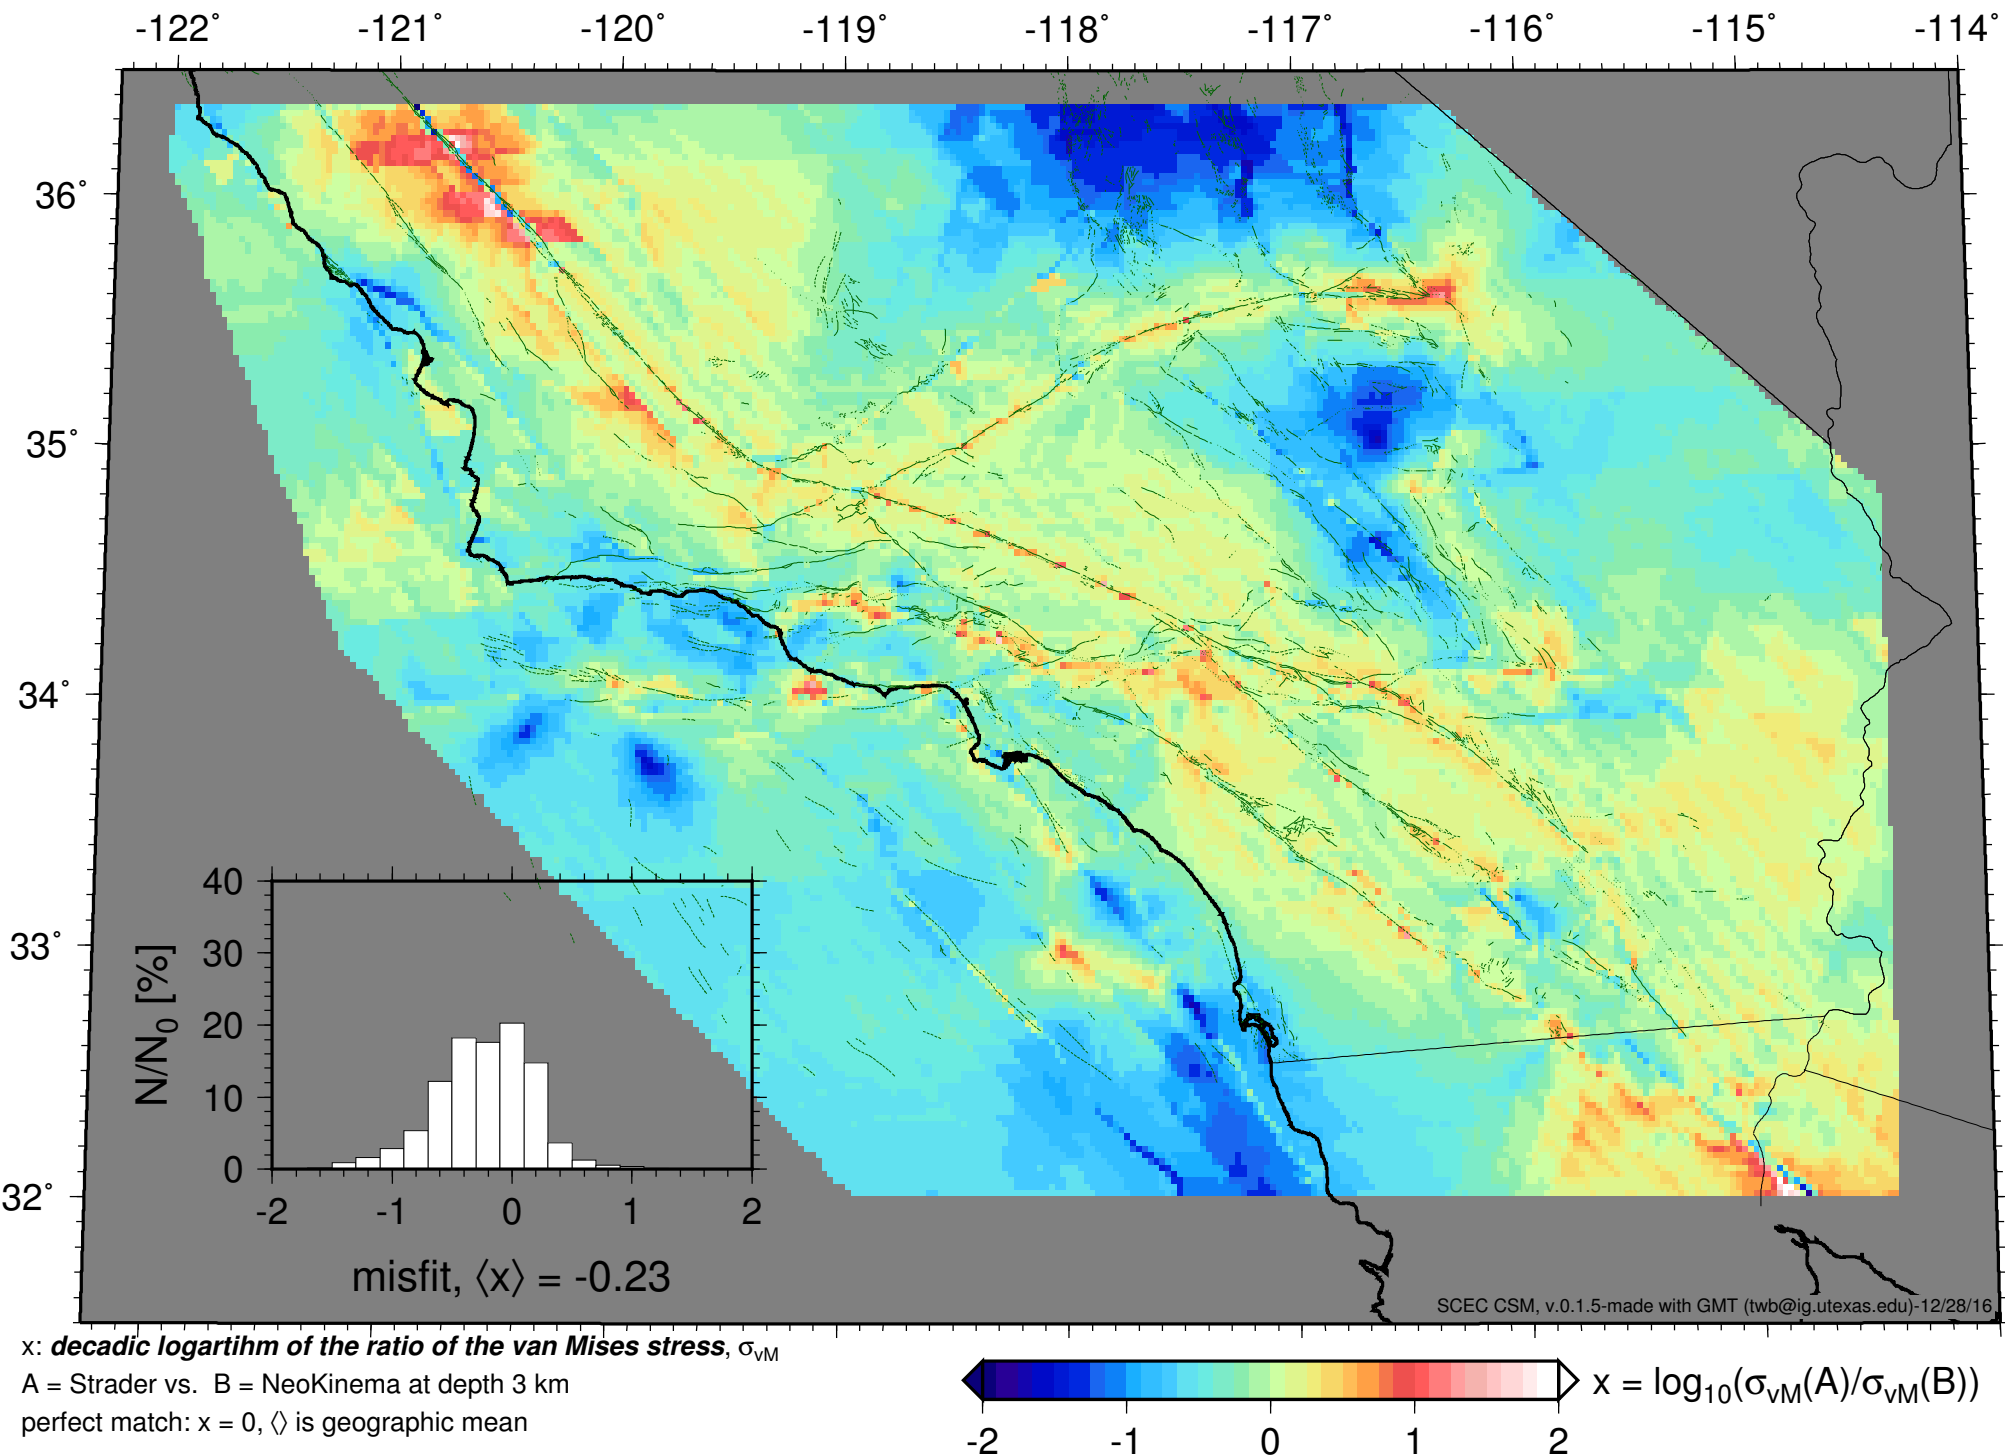 -122° -121° -120° -119° -118° -117° -116° -115° -114°
36°
35°
34°
33°
32°
40
30
20
10
0
N/N0 [%]
-2 -1 0 1 2
misfit, ⟨x⟩ = -0.23
SCEC CSM, v.0.1.5-made with GMT (twb@ig.utexas.edu)-12/28/16
x: decadic logartihm of the ratio of the van Mises stress, σvM
A = Strader vs. B = NeoKinema at depth 3 km
perfect match: x = 0, ⟨⟩ is geographic mean
x = log10(σvM(A)/σvM(B))
-2 -1 0 1 2